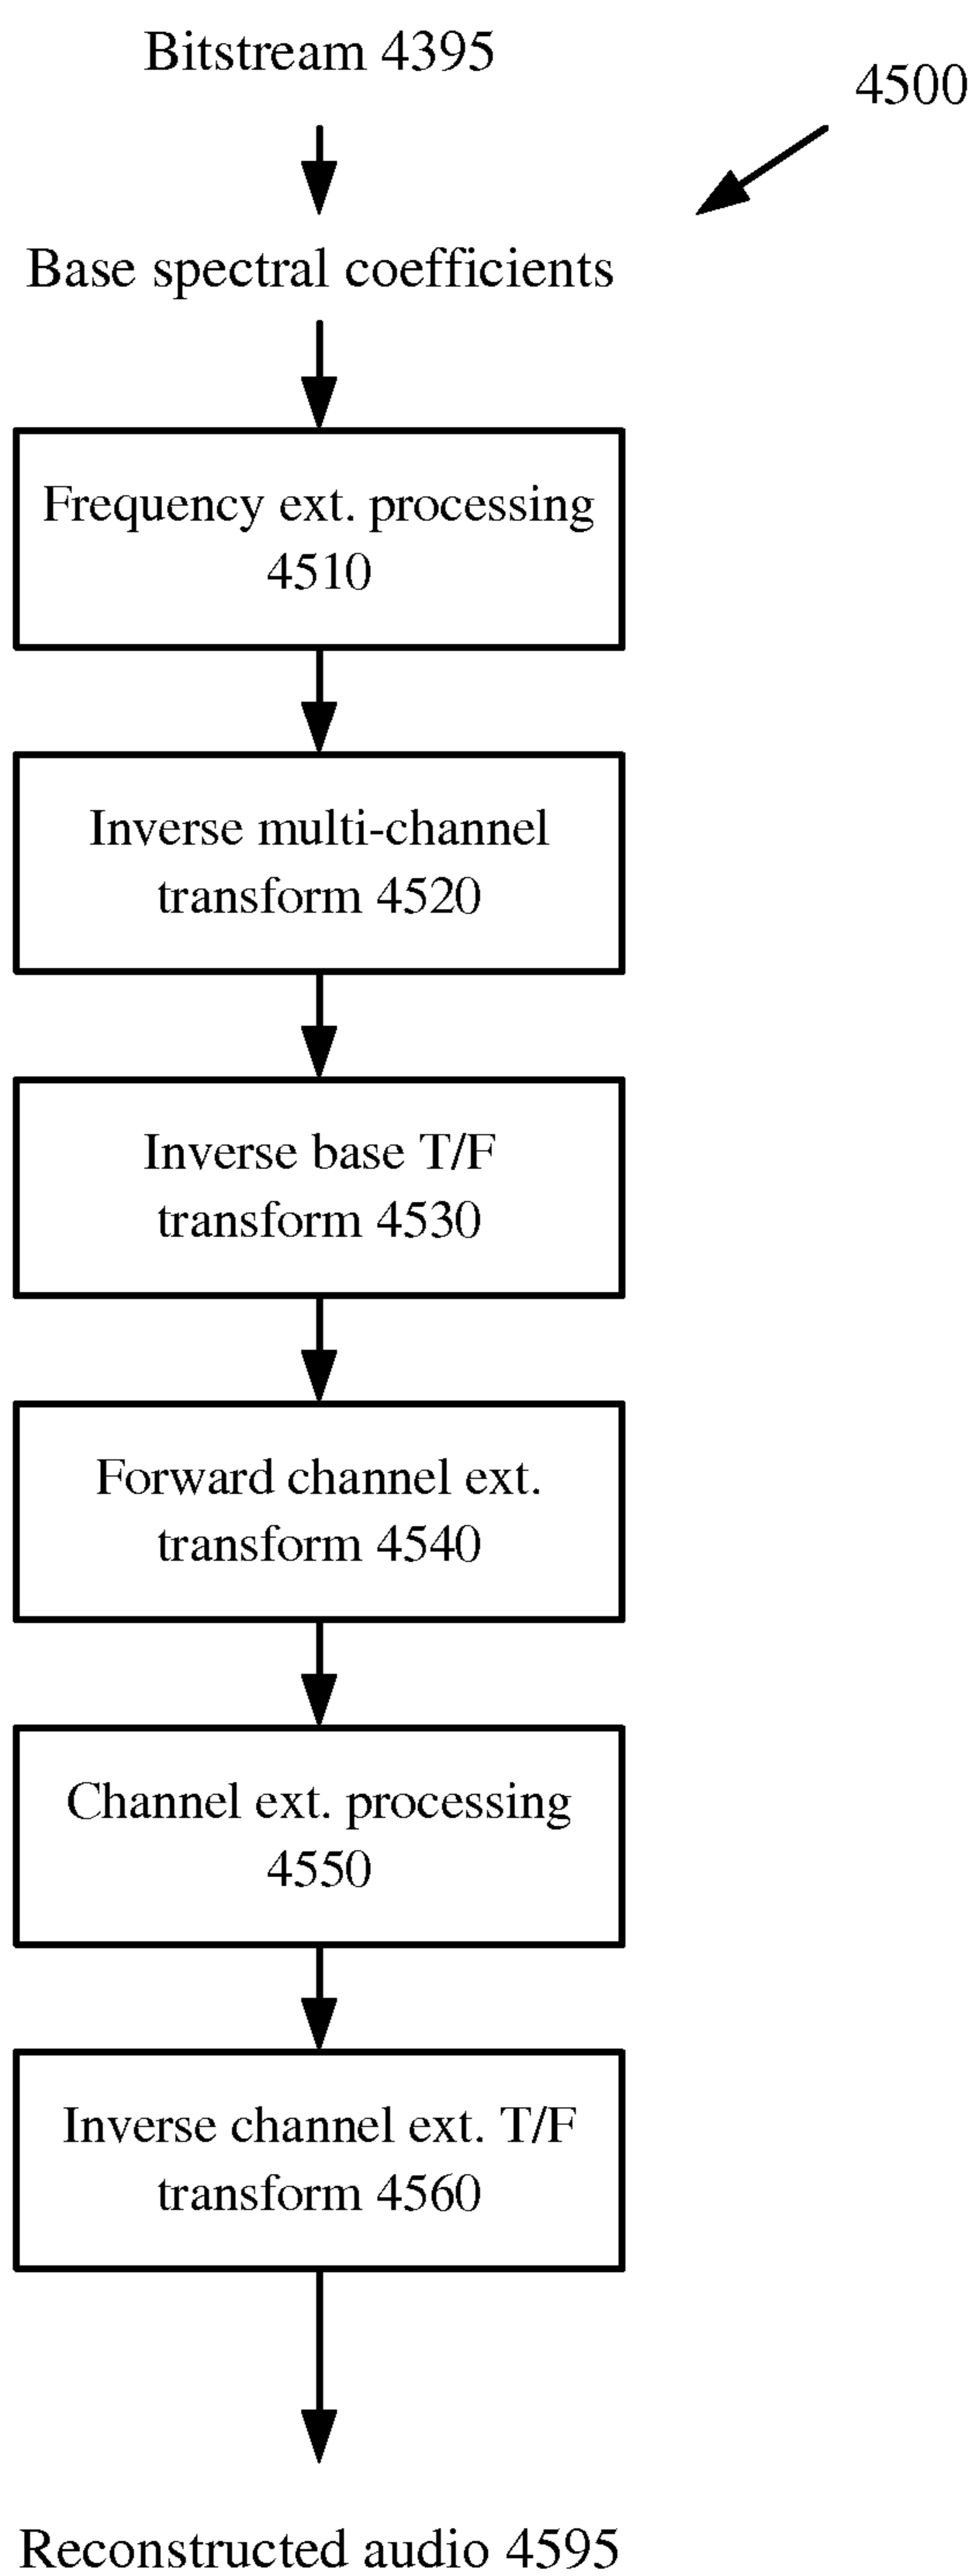 Bitstream 4395
4500
Base spectral coefficients
Frequency ext. processing
4510
Inverse multi-channel
transform 4520
Inverse base T/F
transform 4530
Forward channel ext.
transform 4540
Channel ext. processing
4550
Inverse channel ext. T/F
transform 4560
Reconstructed audio 4595